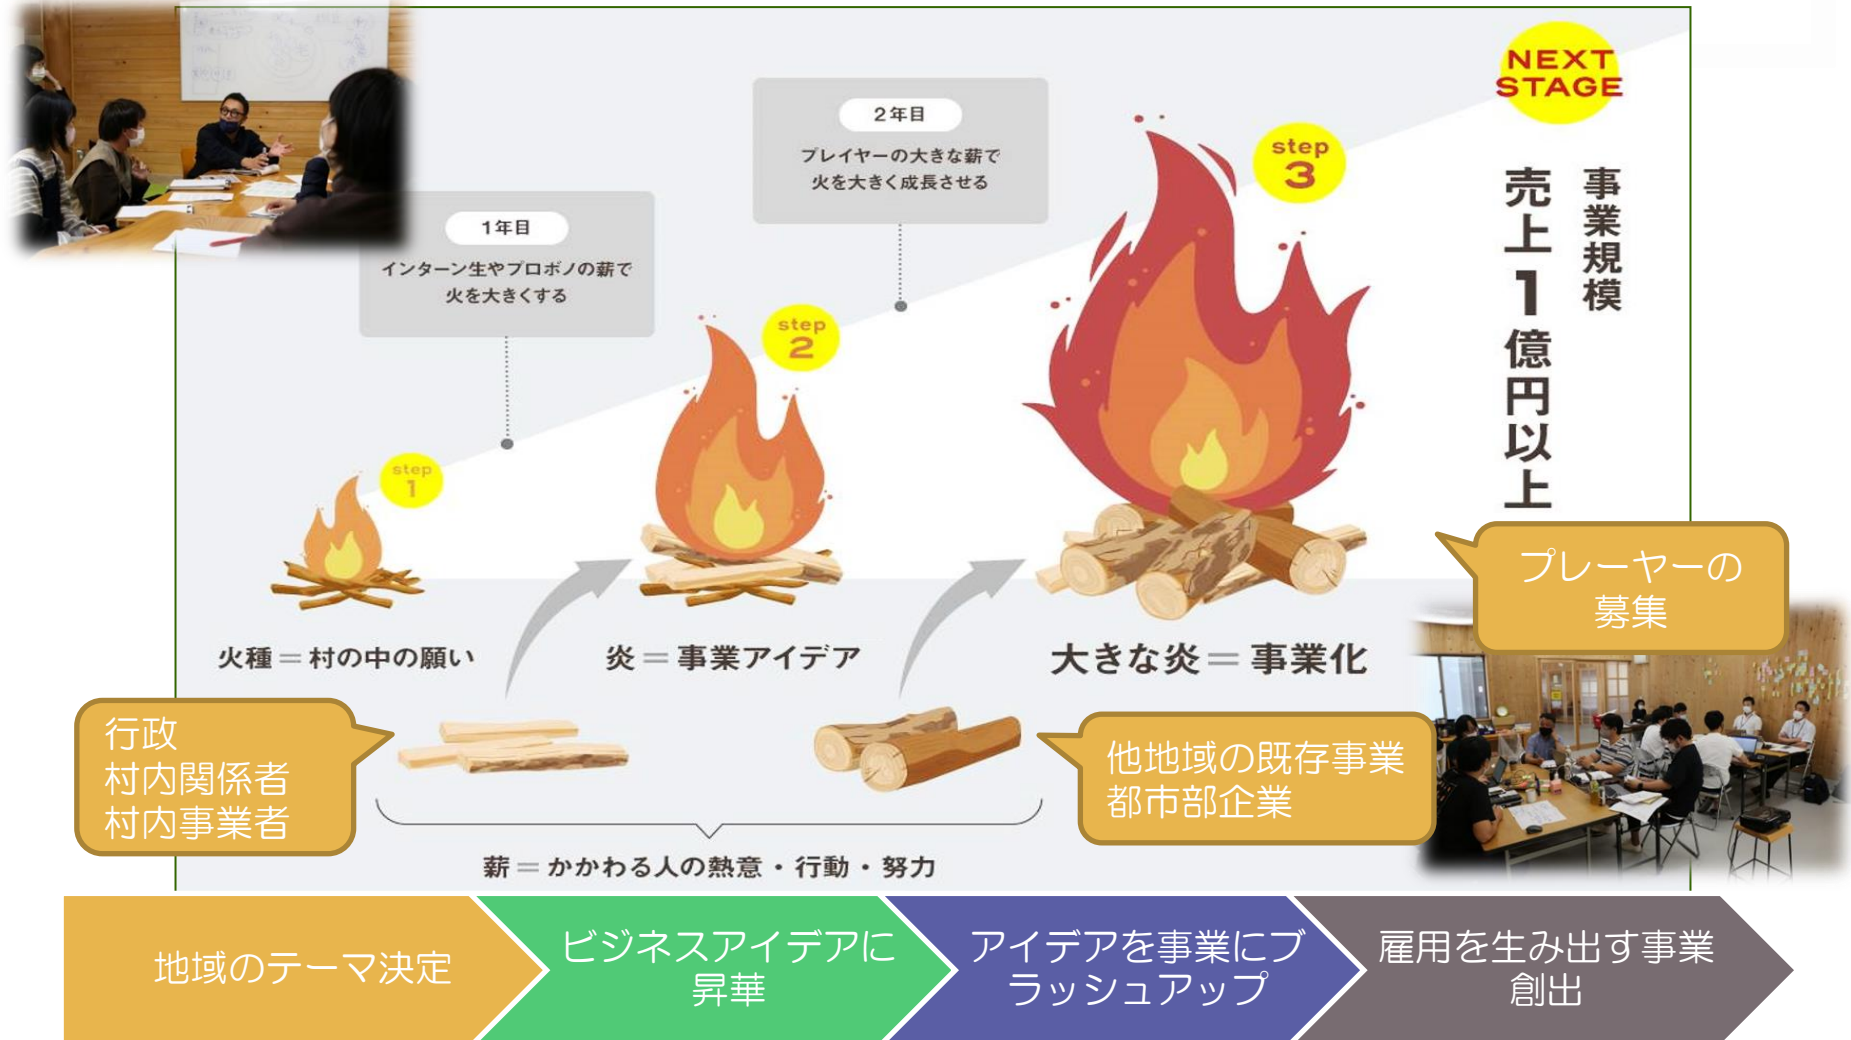 NEXT
STAGE
事業規模
売上1億円以上
2年目
プレイヤーの大きな薪で
火を大きく成長させる
step
3
1年目
インターン生やプロボノの薪で
火を大きくする
step
2
step
1
プレーヤーの
募集
火種＝村の中の願い
炎＝事業アイデア
大きな炎＝事業化
行政
村内関係者
村内事業者
他地域の既存事業
都市部企業
薪＝かかわる人の熱意・行動・努力
地域のテーマ決定
ビジネスアイデアに
昇華
アイデアを事業にブ
ラッシュアップ
雇用を生み出す事業
創出